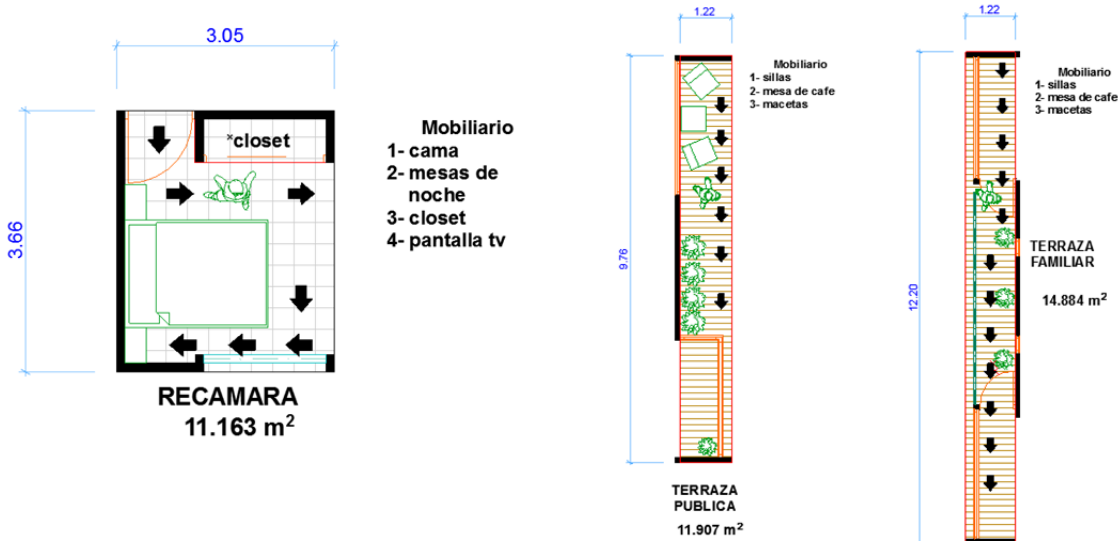 3.05
3.66
*closet
Mobiliario
1- cama
2- mesas de
noche
3- closet
4- pantalla tv
RECAMARA
11.163 m²
1.22
9.76
Mobiliario
1- sillas
2- mesa de cafe
3- macetas
TERRAZA
PUBLICA
11.907 m²
1.22
12.20
Mobiliario
1- sillas
2- mesa de cafe
3- macetas
TERRAZA
FAMILIAR
14.884 m²